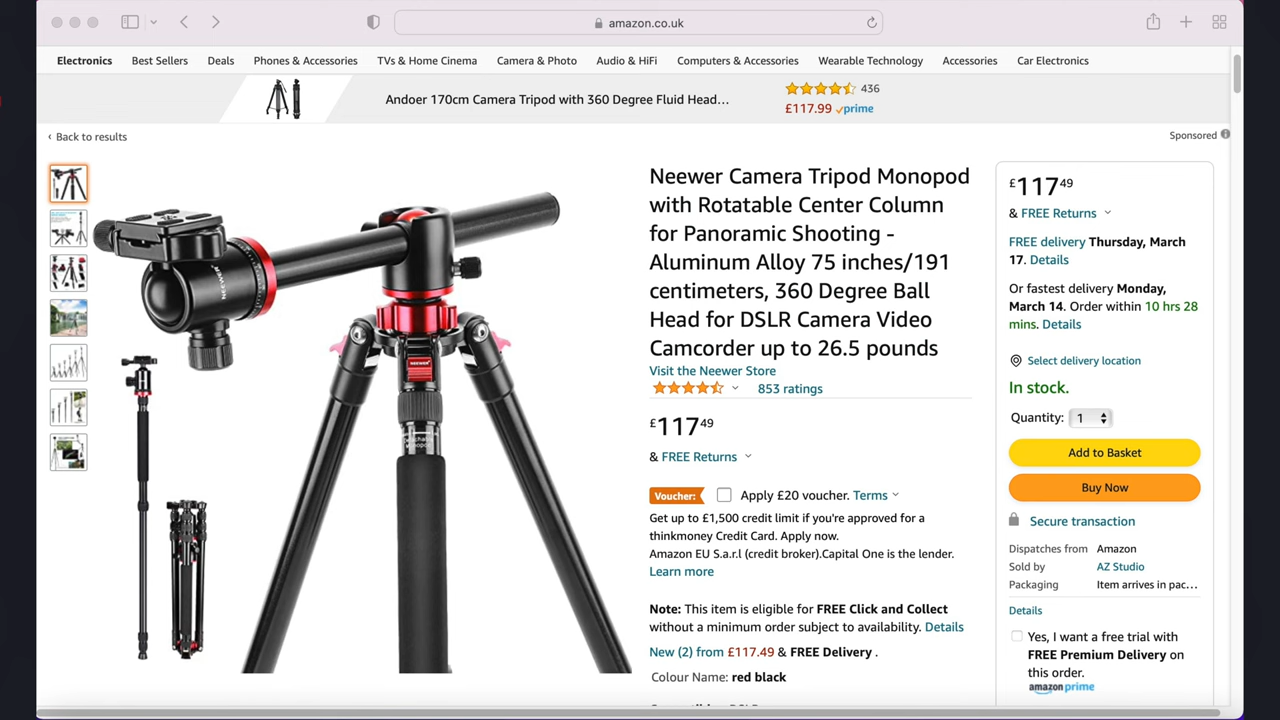 amazon.co.uk
Electronics Best Sellers Deals Phones & Accessories TVs & Home Cinema Camera & Photo Audio & HiFi Computers & Accessories Wearable Technology Accessories Car Electronics
Andoer 170cm Camera Tripod with 360 Degree Fluid Head…
436
£117.99 prime
‹ Back to results
Sponsored
NEEWER
NEEWER
Detachable
Monopod
Neewer Camera Tripod Monopod
with Rotatable Center Column
for Panoramic Shooting -
Aluminum Alloy 75 inches/191
centimeters, 360 Degree Ball
Head for DSLR Camera Video
Camcorder up to 26.5 pounds
Visit the Neewer Store
853 ratings
£11749
& FREE Returns
Voucher: Apply £20 voucher. Terms
Get up to £1,500 credit limit if you're approved for a
thinkmoney Credit Card. Apply now.
Amazon EU S.a.r.l (credit broker).Capital One is the lender.
Learn more
Note: This item is eligible for FREE Click and Collect
without a minimum order subject to availability. Details
New (2) from £117.49 & FREE Delivery .
Colour Name: red black
£11749
& FREE Returns
FREE delivery Thursday, March
17. Details
Or fastest delivery Monday,
March 14. Order within 10 hrs 28
mins. Details
Select delivery location
In stock.
Quantity: 1
Add to Basket
Buy Now
Secure transaction
Dispatches from Amazon
Sold by AZ Studio
Packaging Item arrives in pac…
Details
Yes, I want a free trial with
FREE Premium Delivery on
this order.
amazon prime